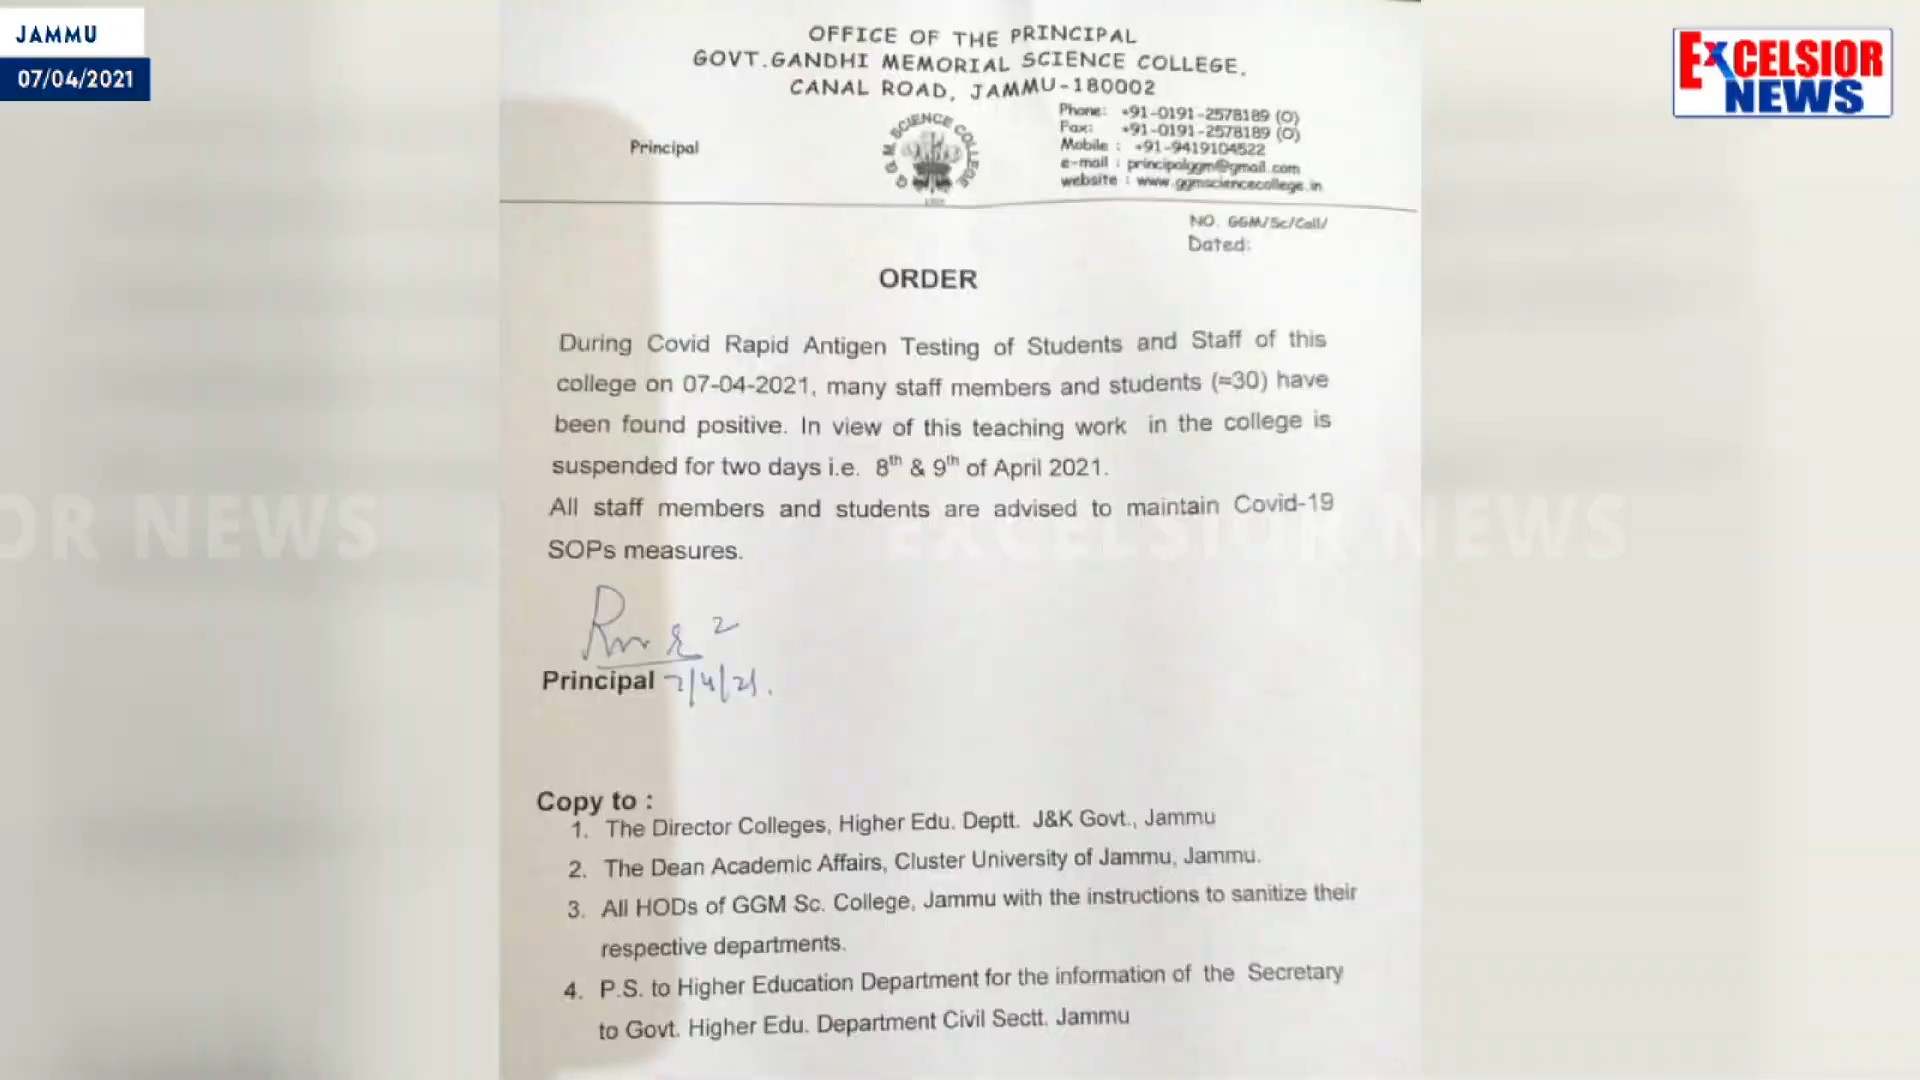 JAMMU
07/04/2021
EXCELSIOR
NEWS
OFFICE OF THE PRINCIPAL
GOVT.GANDHI MEMORIAL SCIENCE COLLEGE,
CANAL ROAD, JAMMU-180002
Principal
G.G.M. SCIENCE COLLEGE
Phone: +91-0191-2578189 (O)
Fax: +91-0191-2578189 (O)
Mobile : +91-9419104522
e-mail : principalggm@gmail.com
website : www.ggmsciencecollege.in
NO. GGM/Sc/Coll/
Dated:
ORDER
During Covid Rapid Antigen Testing of Students and Staff of this
college on 07-04-2021, many staff members and students (≈30) have
been found positive. In view of this teaching work in the college is
suspended for two days i.e. 8th & 9th of April 2021.
All staff members and students are advised to maintain Covid-19
SOPs measures.
Principal 7/4/21.
Copy to :
1. The Director Colleges, Higher Edu. Deptt. J&K Govt., Jammu
2. The Dean Academic Affairs, Cluster University of Jammu, Jammu.
3. All HODs of GGM Sc. College, Jammu with the instructions to sanitize their
respective departments.
4. P.S. to Higher Education Department for the information of the Secretary
to Govt. Higher Edu. Department Civil Sectt. Jammu
OR NEWS
EXCELSIOR NEWS